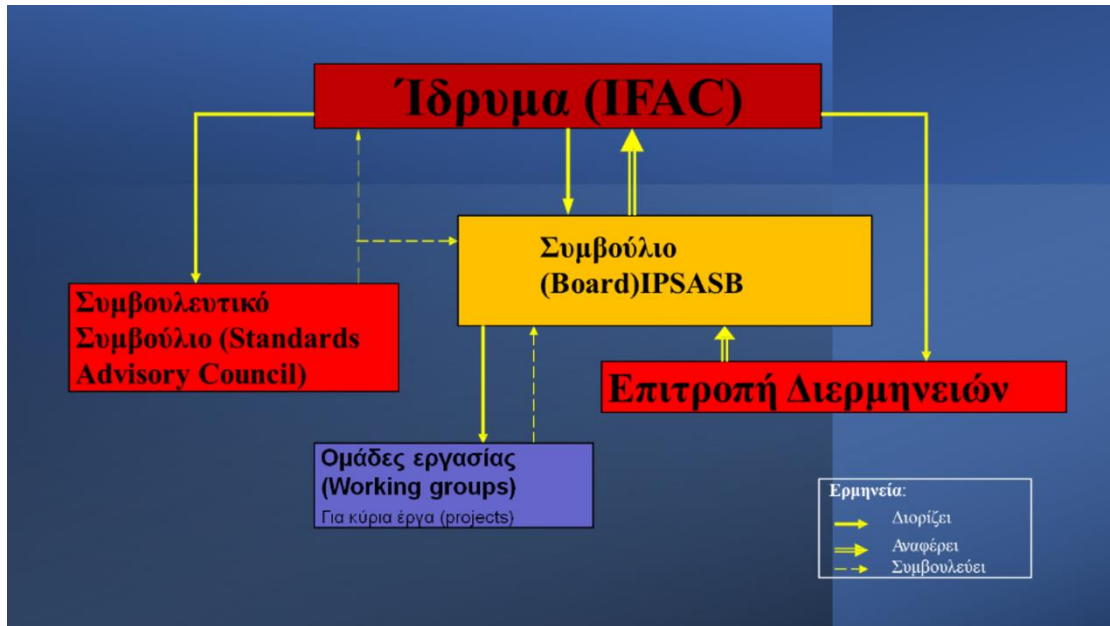 Ίδρυμα (IFAC)
Συμβούλιο
(Board)IPSASB
Συμβουλευτικό
Συμβούλιο (Standards
Advisory Council)
Επιτροπή Διερμηνειών
Ομάδες εργασίας
(Working groups)
Για κύρια έργα (projects)
Ερμηνεία:
Διορίζει
Αναφέρει
Συμβουλεύει